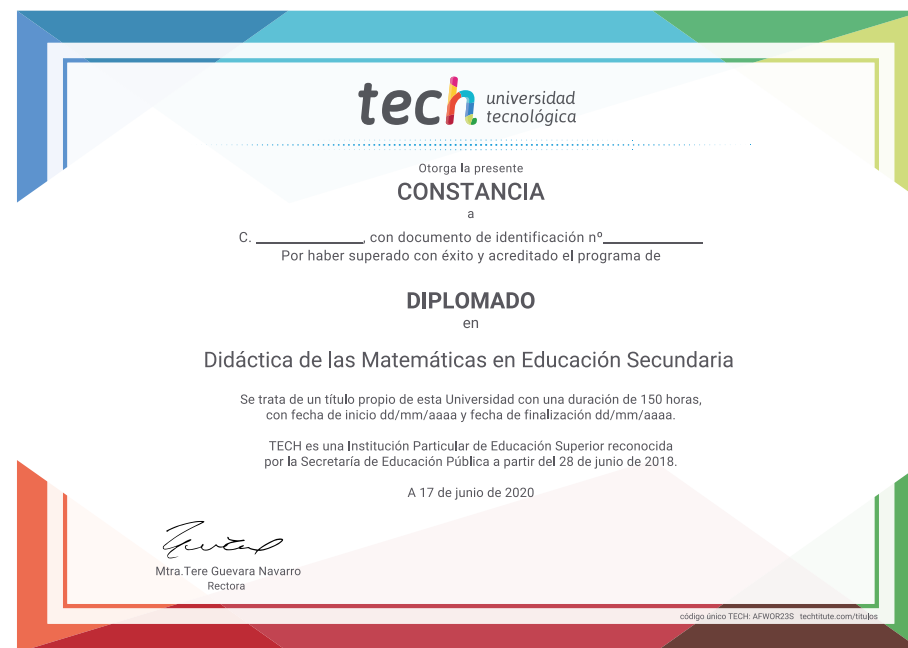 tech universidad
tecnológica
Otorga la presente
CONSTANCIA
a
C. ____________, con documento de identificación nº____________
Por haber superado con éxito y acreditado el programa de
DIPLOMADO
en
Didáctica de las Matemáticas en Educación Secundaria
Se trata de un título propio de esta Universidad con una duración de 150 horas,
con fecha de inicio dd/mm/aaaa y fecha de finalización dd/mm/aaaa.
TECH es una Institución Particular de Educación Superior reconocida
por la Secretaría de Educación Pública a partir del 28 de junio de 2018.
A 17 de junio de 2020
Mtra.Tere Guevara Navarro
Rectora
código único TECH: AFWOR23S techtitute.com/titulos